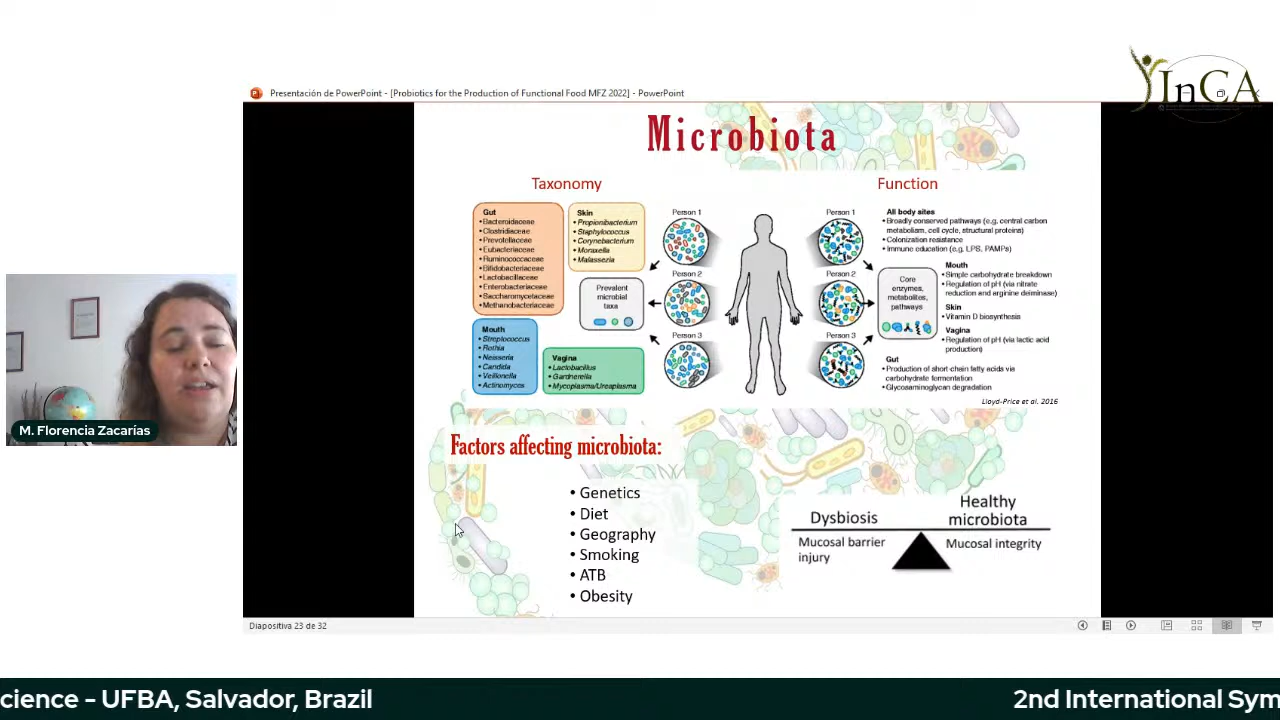 InCA
Presentación de PowerPoint - [Probiotics for the Production of Functional Food MFZ 2022] - PowerPoint
Microbiota
Taxonomy
Function
Gut
•Bacteroidaceae
•Clostridiaceae
•Prevotellaceae
•Eubacteriaceae
•Ruminococcaceae
•Bifidobacteriaceae
•Lactobacillaceae
•Enterobacteriaceae
•Saccharomycetaceae
•Methanobacteriaceae
Skin
•Propionibacterium
•Staphylococcus
•Corynebacterium
•Moraxella
•Malassezia
Prevalent
microbial
taxa
Mouth
•Streptococcus
•Rothia
•Neisseria
•Candida
•Veillonella
•Actinomyces
Vagina
•Lactobacillus
•Gardnerella
•Mycoplasma/Ureaplasma
Person 1
Person 2
Person 3
Person 1
Person 2
Person 3
Core
enzymes,
metabolites,
pathways
All body sites
•Broadly conserved pathways (e.g. central carbon
metabolism, cell cycle, structural proteins)
•Colonization resistance
•Immune education (e.g. LPS, PAMPs)
Mouth
•Simple carbohydrate breakdown
•Regulation of pH (via nitrate
reduction and arginine deiminase)
Skin
•Vitamin D biosynthesis
Vagina
•Regulation of pH (via lactic acid
production)
Gut
•Production of short-chain fatty acids via
carbohydrate fermentation
•Glycosaminoglycan degradation
Lloyd-Price et al. 2016
M. Florencia Zacarías
Factors affecting microbiota:
• Genetics
• Diet
• Geography
• Smoking
• ATB
• Obesity
Dysbiosis
Healthy
microbiota
Mucosal barrier
injury
Mucosal integrity
Diapositiva 23 de 32
cience - UFBA, Salvador, Brazil
2nd International Sym